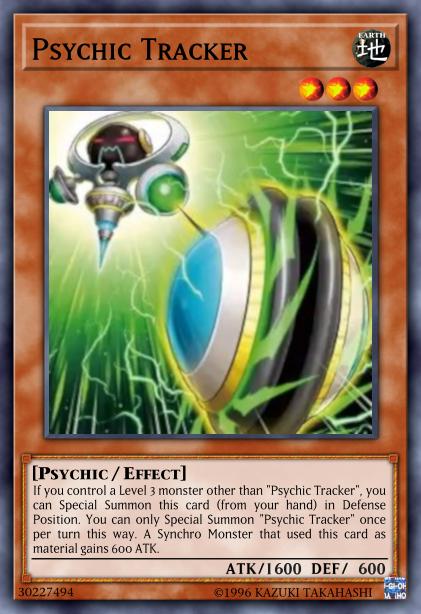 PSYCHIC TRACKER
EARTH
地
[PSYCHIC / EFFECT]
If you control a Level 3 monster other than "Psychic Tracker", you
can Special Summon this card (from your hand) in Defense
Position. You can only Special Summon "Psychic Tracker" once
per turn this way. A Synchro Monster that used this card as
material gains 600 ATK.
ATK/1600 DEF/ 600
30227494
©1996 KAZUKI TAKAHASHI